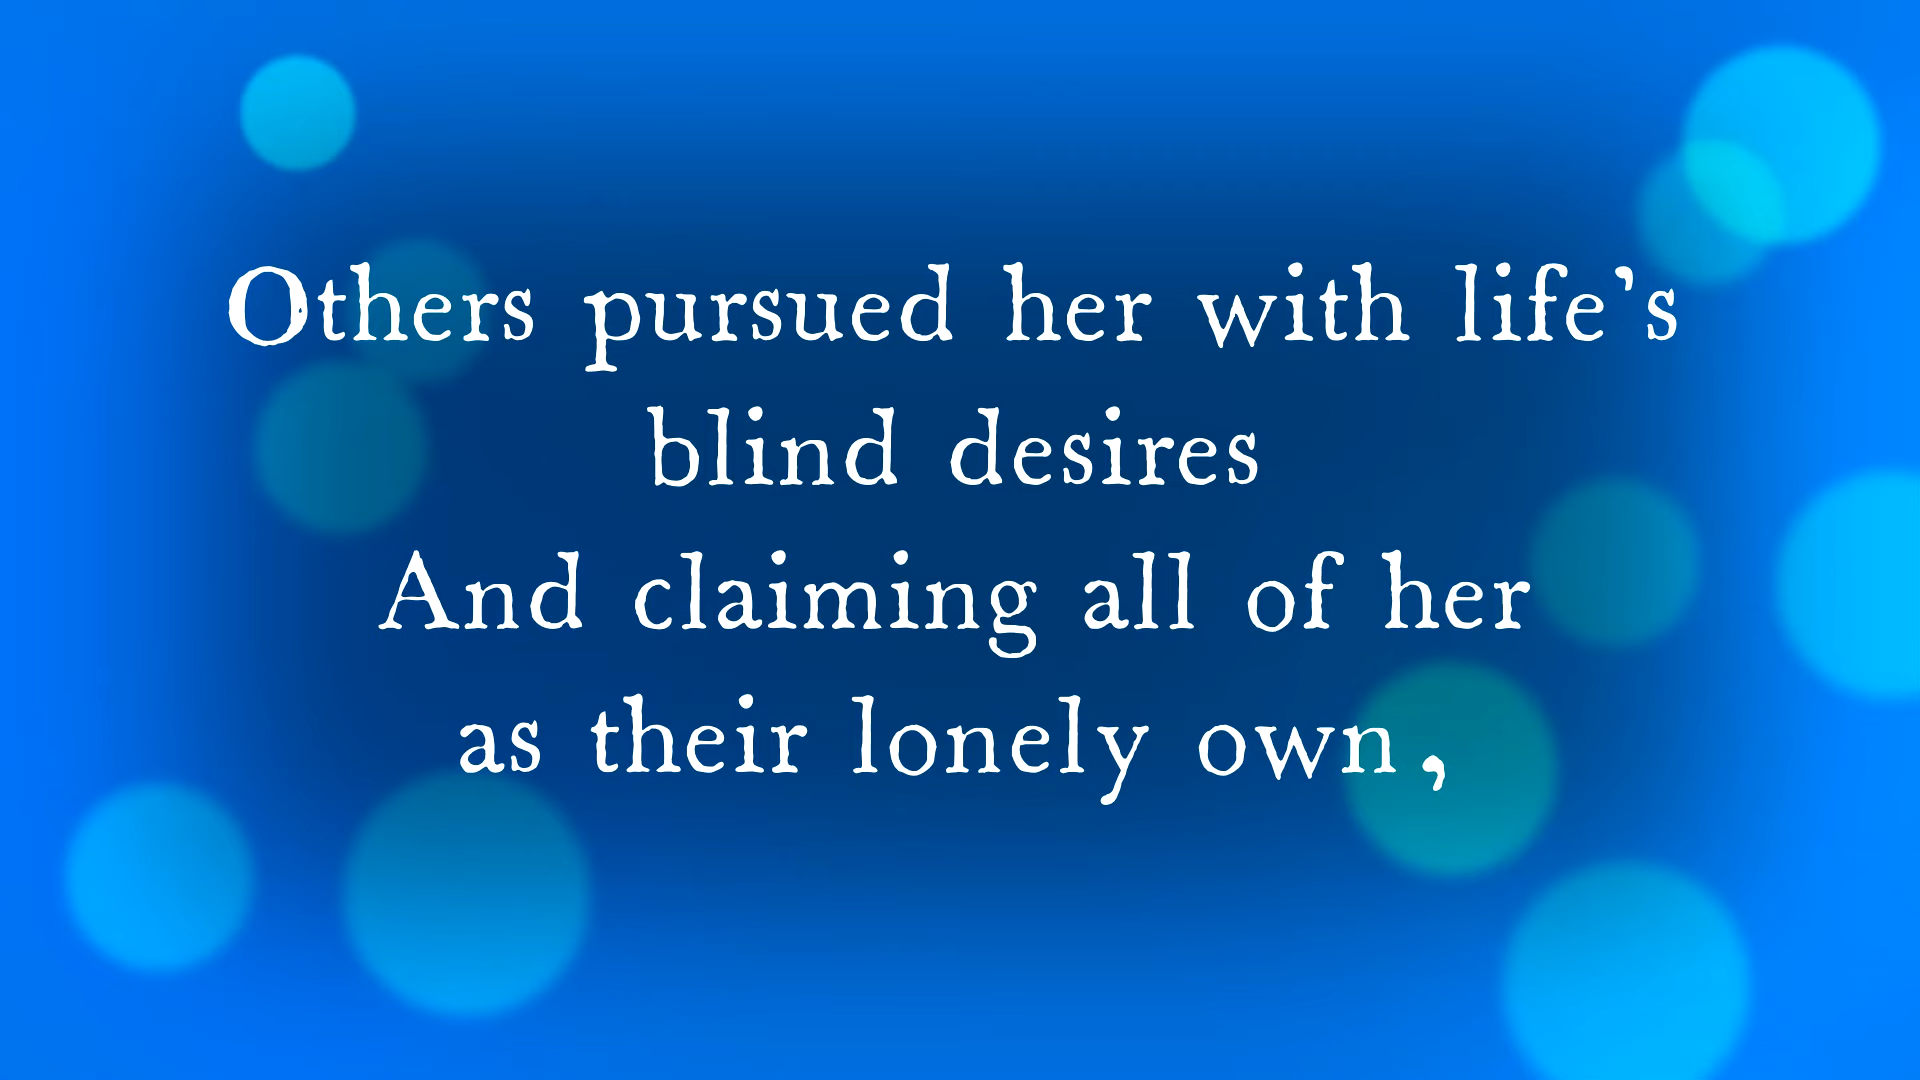 Others pursued her with life’s
blind desires
And claiming all of her
as their lonely own,